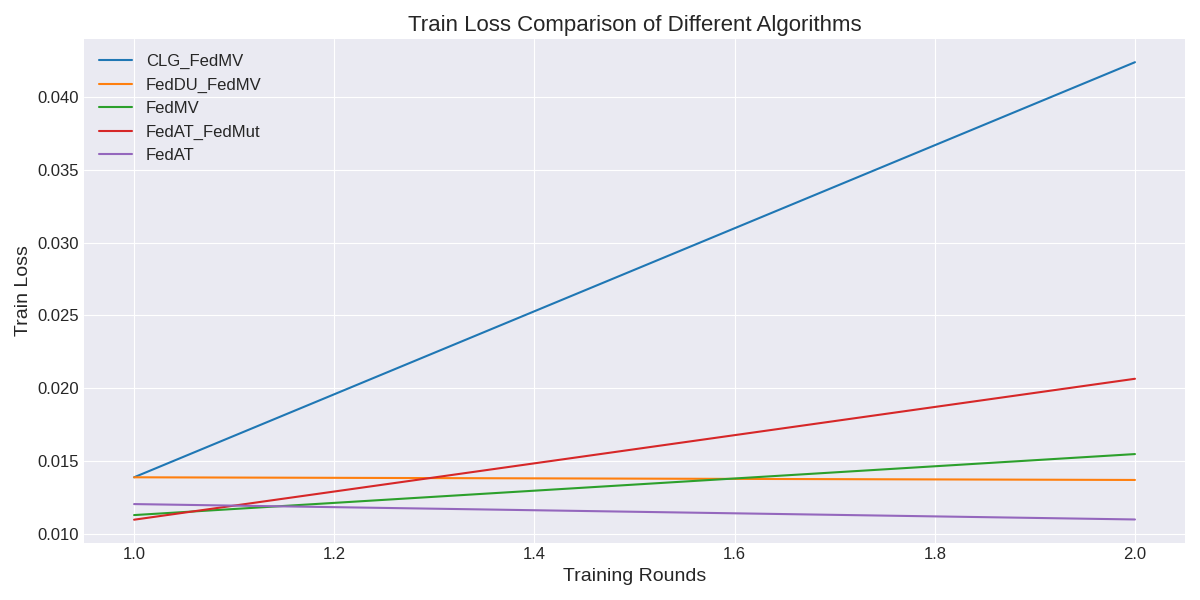 Train Loss Comparison of Different Algorithms
CLG_FedMV
FedDU_FedMV
FedMV
FedAT_FedMut
FedAT
0.040
0.035
0.030
0.025
0.020
0.015
0.010
Train Loss
1.0 1.2 1.4 1.6 1.8 2.0
Training Rounds